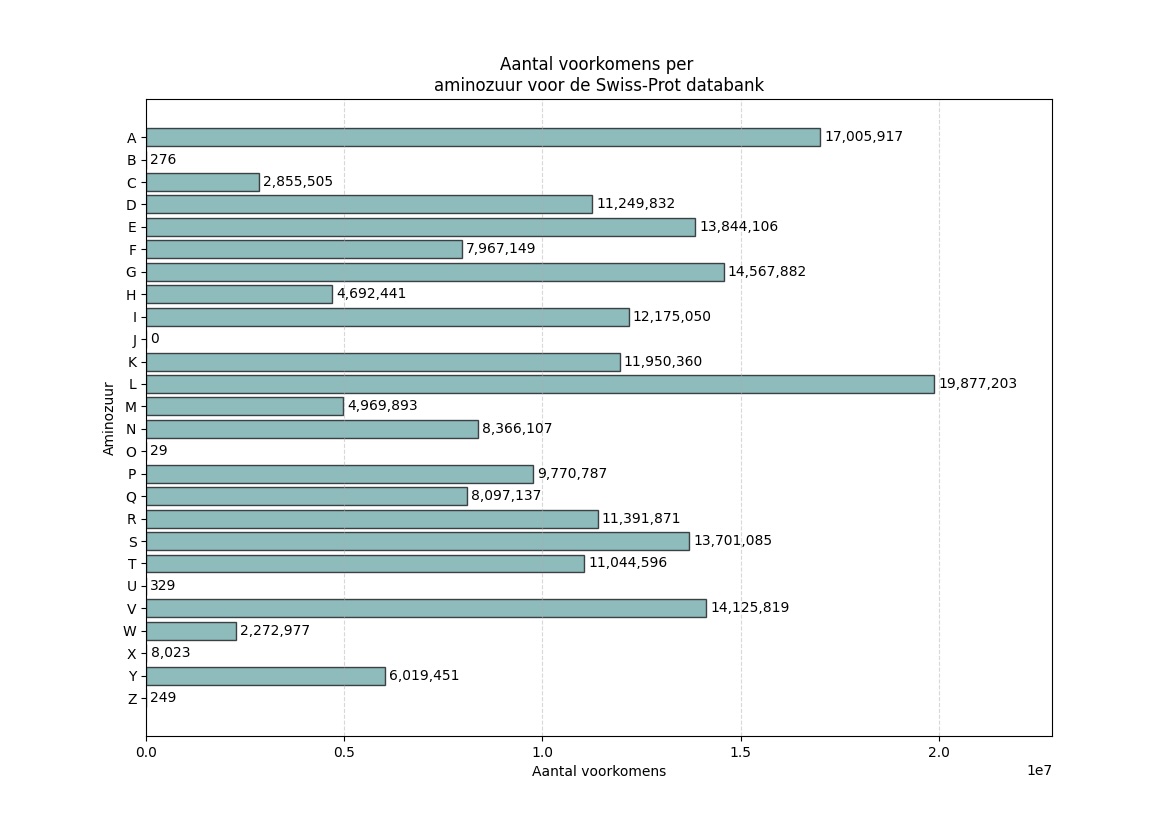 Aantal voorkomens per
aminozuur voor de Swiss-Prot databank
A 17,005,917
B 276
C 2,855,505
D 11,249,832
E 13,844,106
F 7,967,149
G 14,567,882
H 4,692,441
I 12,175,050
J 0
K 11,950,360
L 19,877,203
M 4,969,893
N 8,366,107
O 29
P 9,770,787
Q 8,097,137
R 11,391,871
S 13,701,085
T 11,044,596
U 329
V 14,125,819
W 2,272,977
X 8,023
Y 6,019,451
Z 249
Aminozuur
0.0 0.5 1.0 1.5 2.0
Aantal voorkomens
1e7